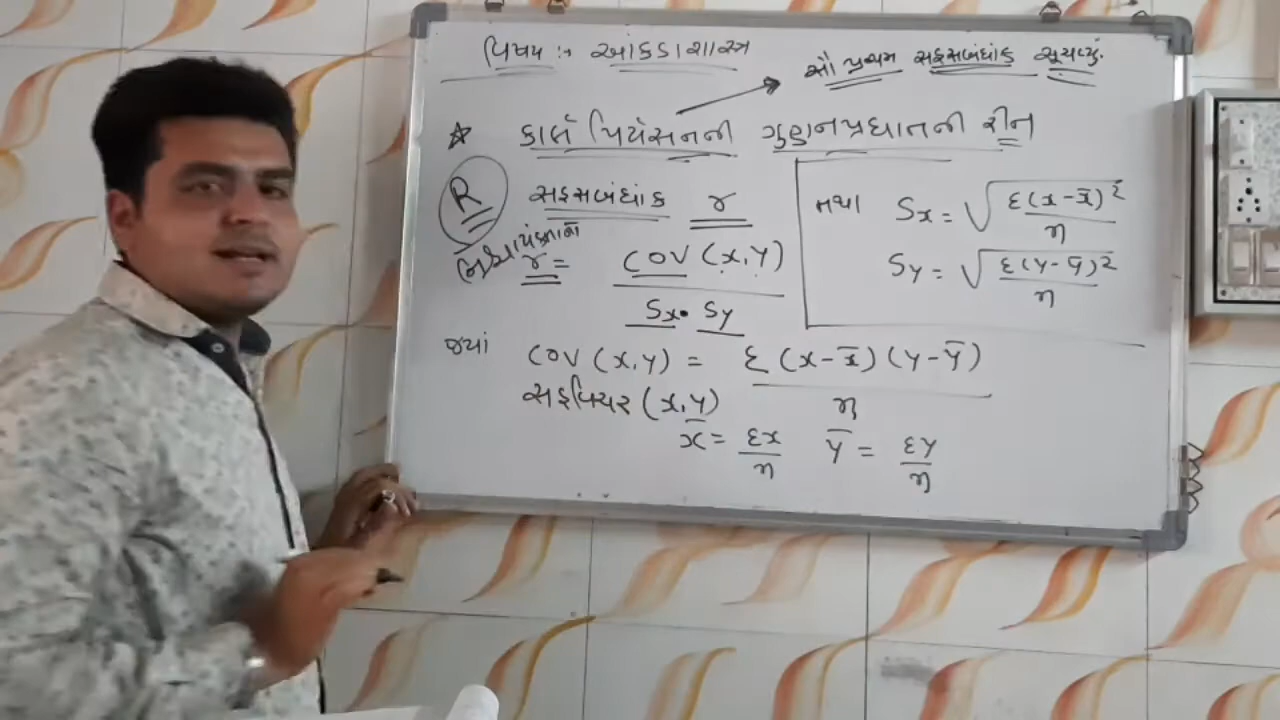 વિષય :- આંકડાશાસ્ત્ર
સૌ પ્રથમ સહસંબંધાંક સૂચવ્યું.
☆ કાર્લ પિયર્સનની ગુણનપ્રઘાતની રીત
R સહસંબંધાંક r
r = COV (x, y) / Sx · Sy
તથા Sx = √(Σ(x-x̄)² / n)
Sy = √(Σ(y-ȳ)² / n)
જ્યાં COV (x, y) = Σ (x-x̄) (y-ȳ) / n
સહવિચર (x, y)
x̄ = Σx / n ȳ = Σy / n